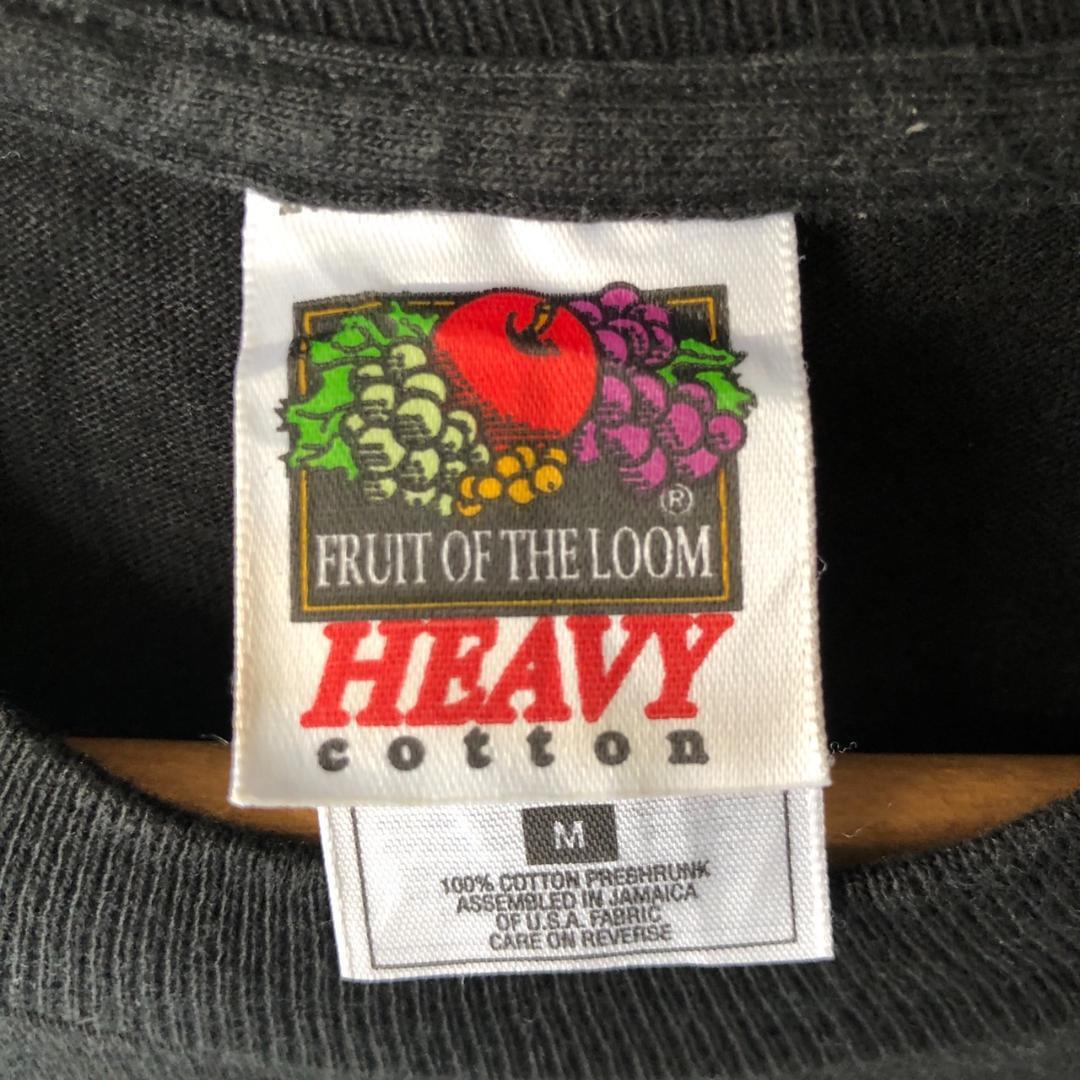 ®
FRUIT OF THE LOOM
HEAVY
cotton
M
100% COTTON PRESHRUNK
ASSEMBLED IN JAMAICA
OF U.S.A. FABRIC
CARE ON REVERSE